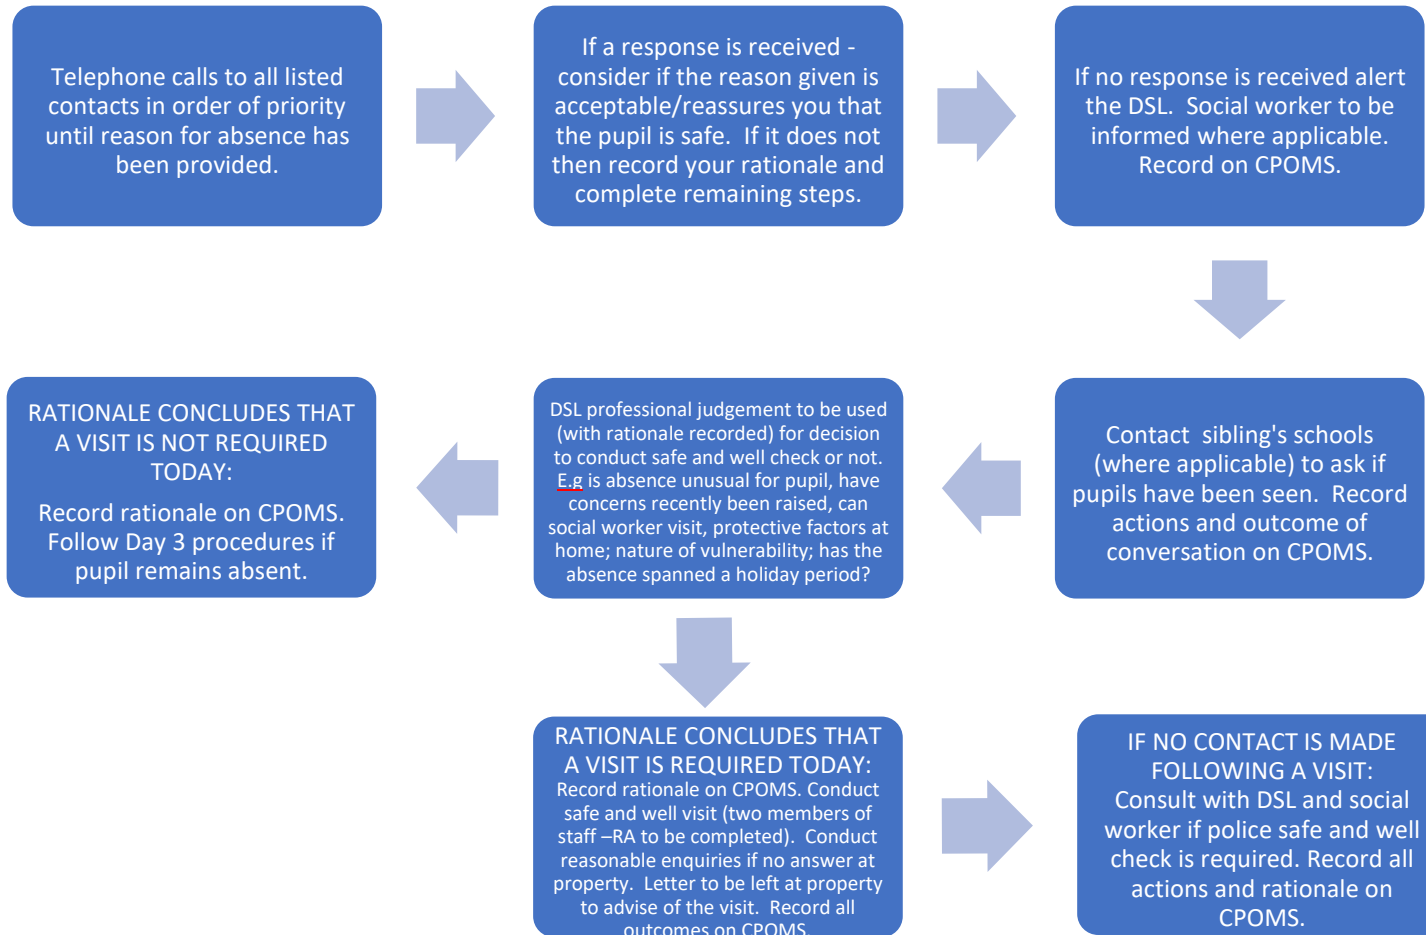 Telephone calls to all listed
contacts in order of priority
until reason for absence has
been provided.
If a response is received -
consider if the reason given is
acceptable/reassures you that
the pupil is safe.  If it does not
then record your rationale and
complete remaining steps.
If no response is received alert
the DSL.  Social worker to be
informed where applicable.
Record on CPOMS.
Contact  sibling's schools
(where applicable) to ask if
pupils have been seen.  Record
actions and outcome of
conversation on CPOMS.
DSL professional judgement to be used
(with rationale recorded) for decision
to conduct safe and well check or not.
E.g is absence unusual for pupil, have
concerns recently been raised, can
social worker visit, protective factors at
home; nature of vulnerability; has the
absence spanned a holiday period?
RATIONALE CONCLUDES THAT
A VISIT IS NOT REQUIRED
TODAY:
Record rationale on CPOMS.
Follow Day 3 procedures if
pupil remains absent.
RATIONALE CONCLUDES THAT
A VISIT IS REQUIRED TODAY:
Record rationale on CPOMS. Conduct
safe and well visit (two members of
staff –RA to be completed).  Conduct
reasonable enquiries if no answer at
property.  Letter to be left at property
to advise of the visit.  Record all
outcomes on CPOMS.
IF NO CONTACT IS MADE
FOLLOWING A VISIT:
Consult with DSL and social
worker if police safe and well
check is required. Record all
actions and rationale on
CPOMS.